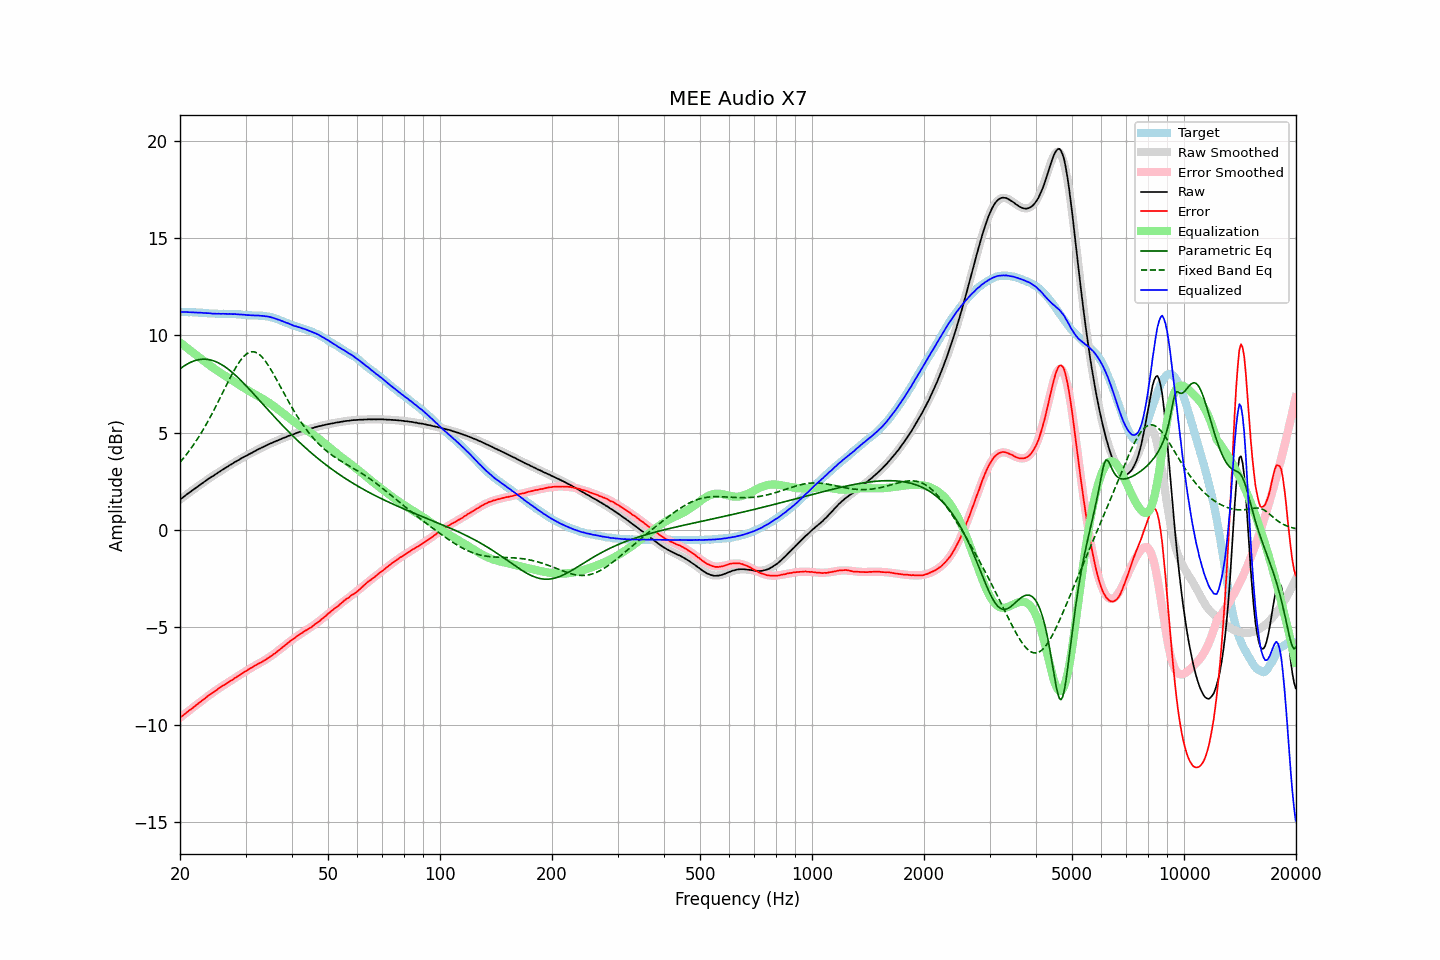 MEE Audio X7
Target
Raw Smoothed
Error Smoothed
Raw
Error
Equalization
Parametric Eq
Fixed Band Eq
Equalized
20
15
10
5
0
−5
−10
−15
Amplitude (dBr)
20
50
100
200
500
1000
2000
5000
10000
20000
Frequency (Hz)